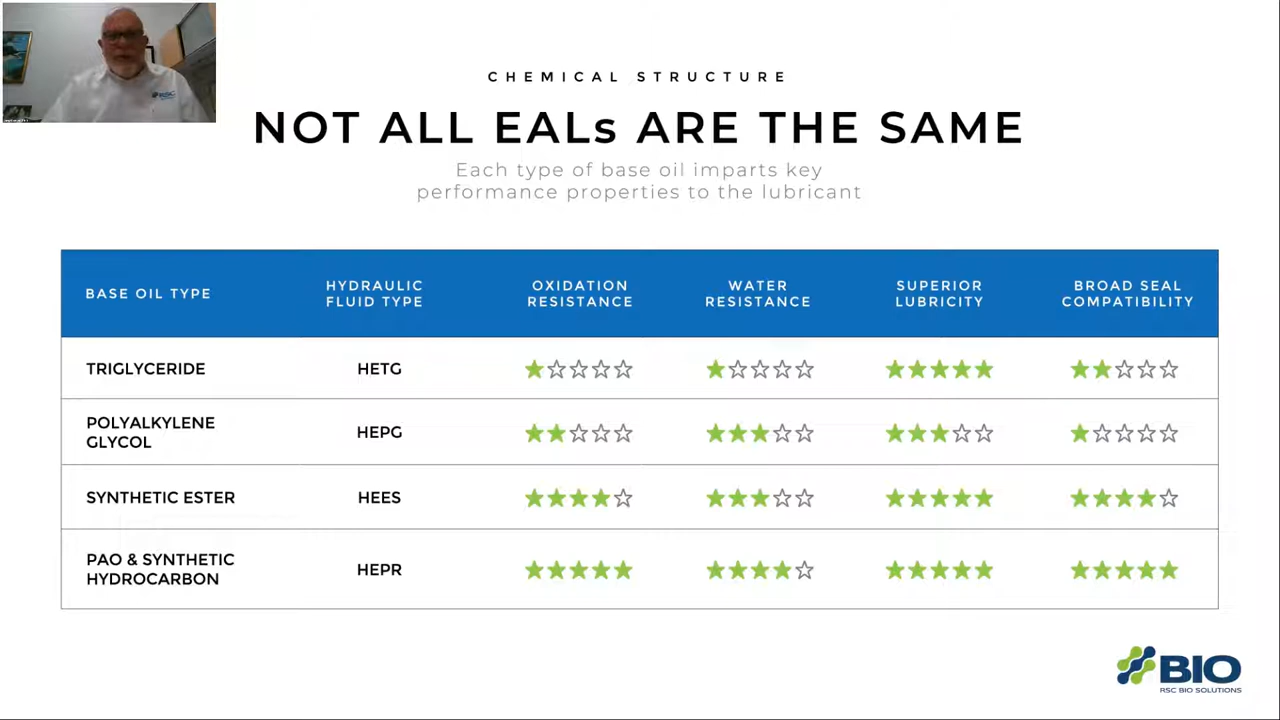 CHEMICAL STRUCTURE
NOT ALL EALs ARE THE SAME
Each type of base oil imparts key
performance properties to the lubricant
BASE OIL TYPE
HYDRAULIC
FLUID TYPE
OXIDATION
RESISTANCE
WATER
RESISTANCE
SUPERIOR
LUBRICITY
BROAD SEAL
COMPATIBILITY
TRIGLYCERIDE
HETG
POLYALKYLENE
GLYCOL
HEPG
SYNTHETIC ESTER
HEES
PAO & SYNTHETIC
HYDROCARBON
HEPR
BIO
RSC BIO SOLUTIONS